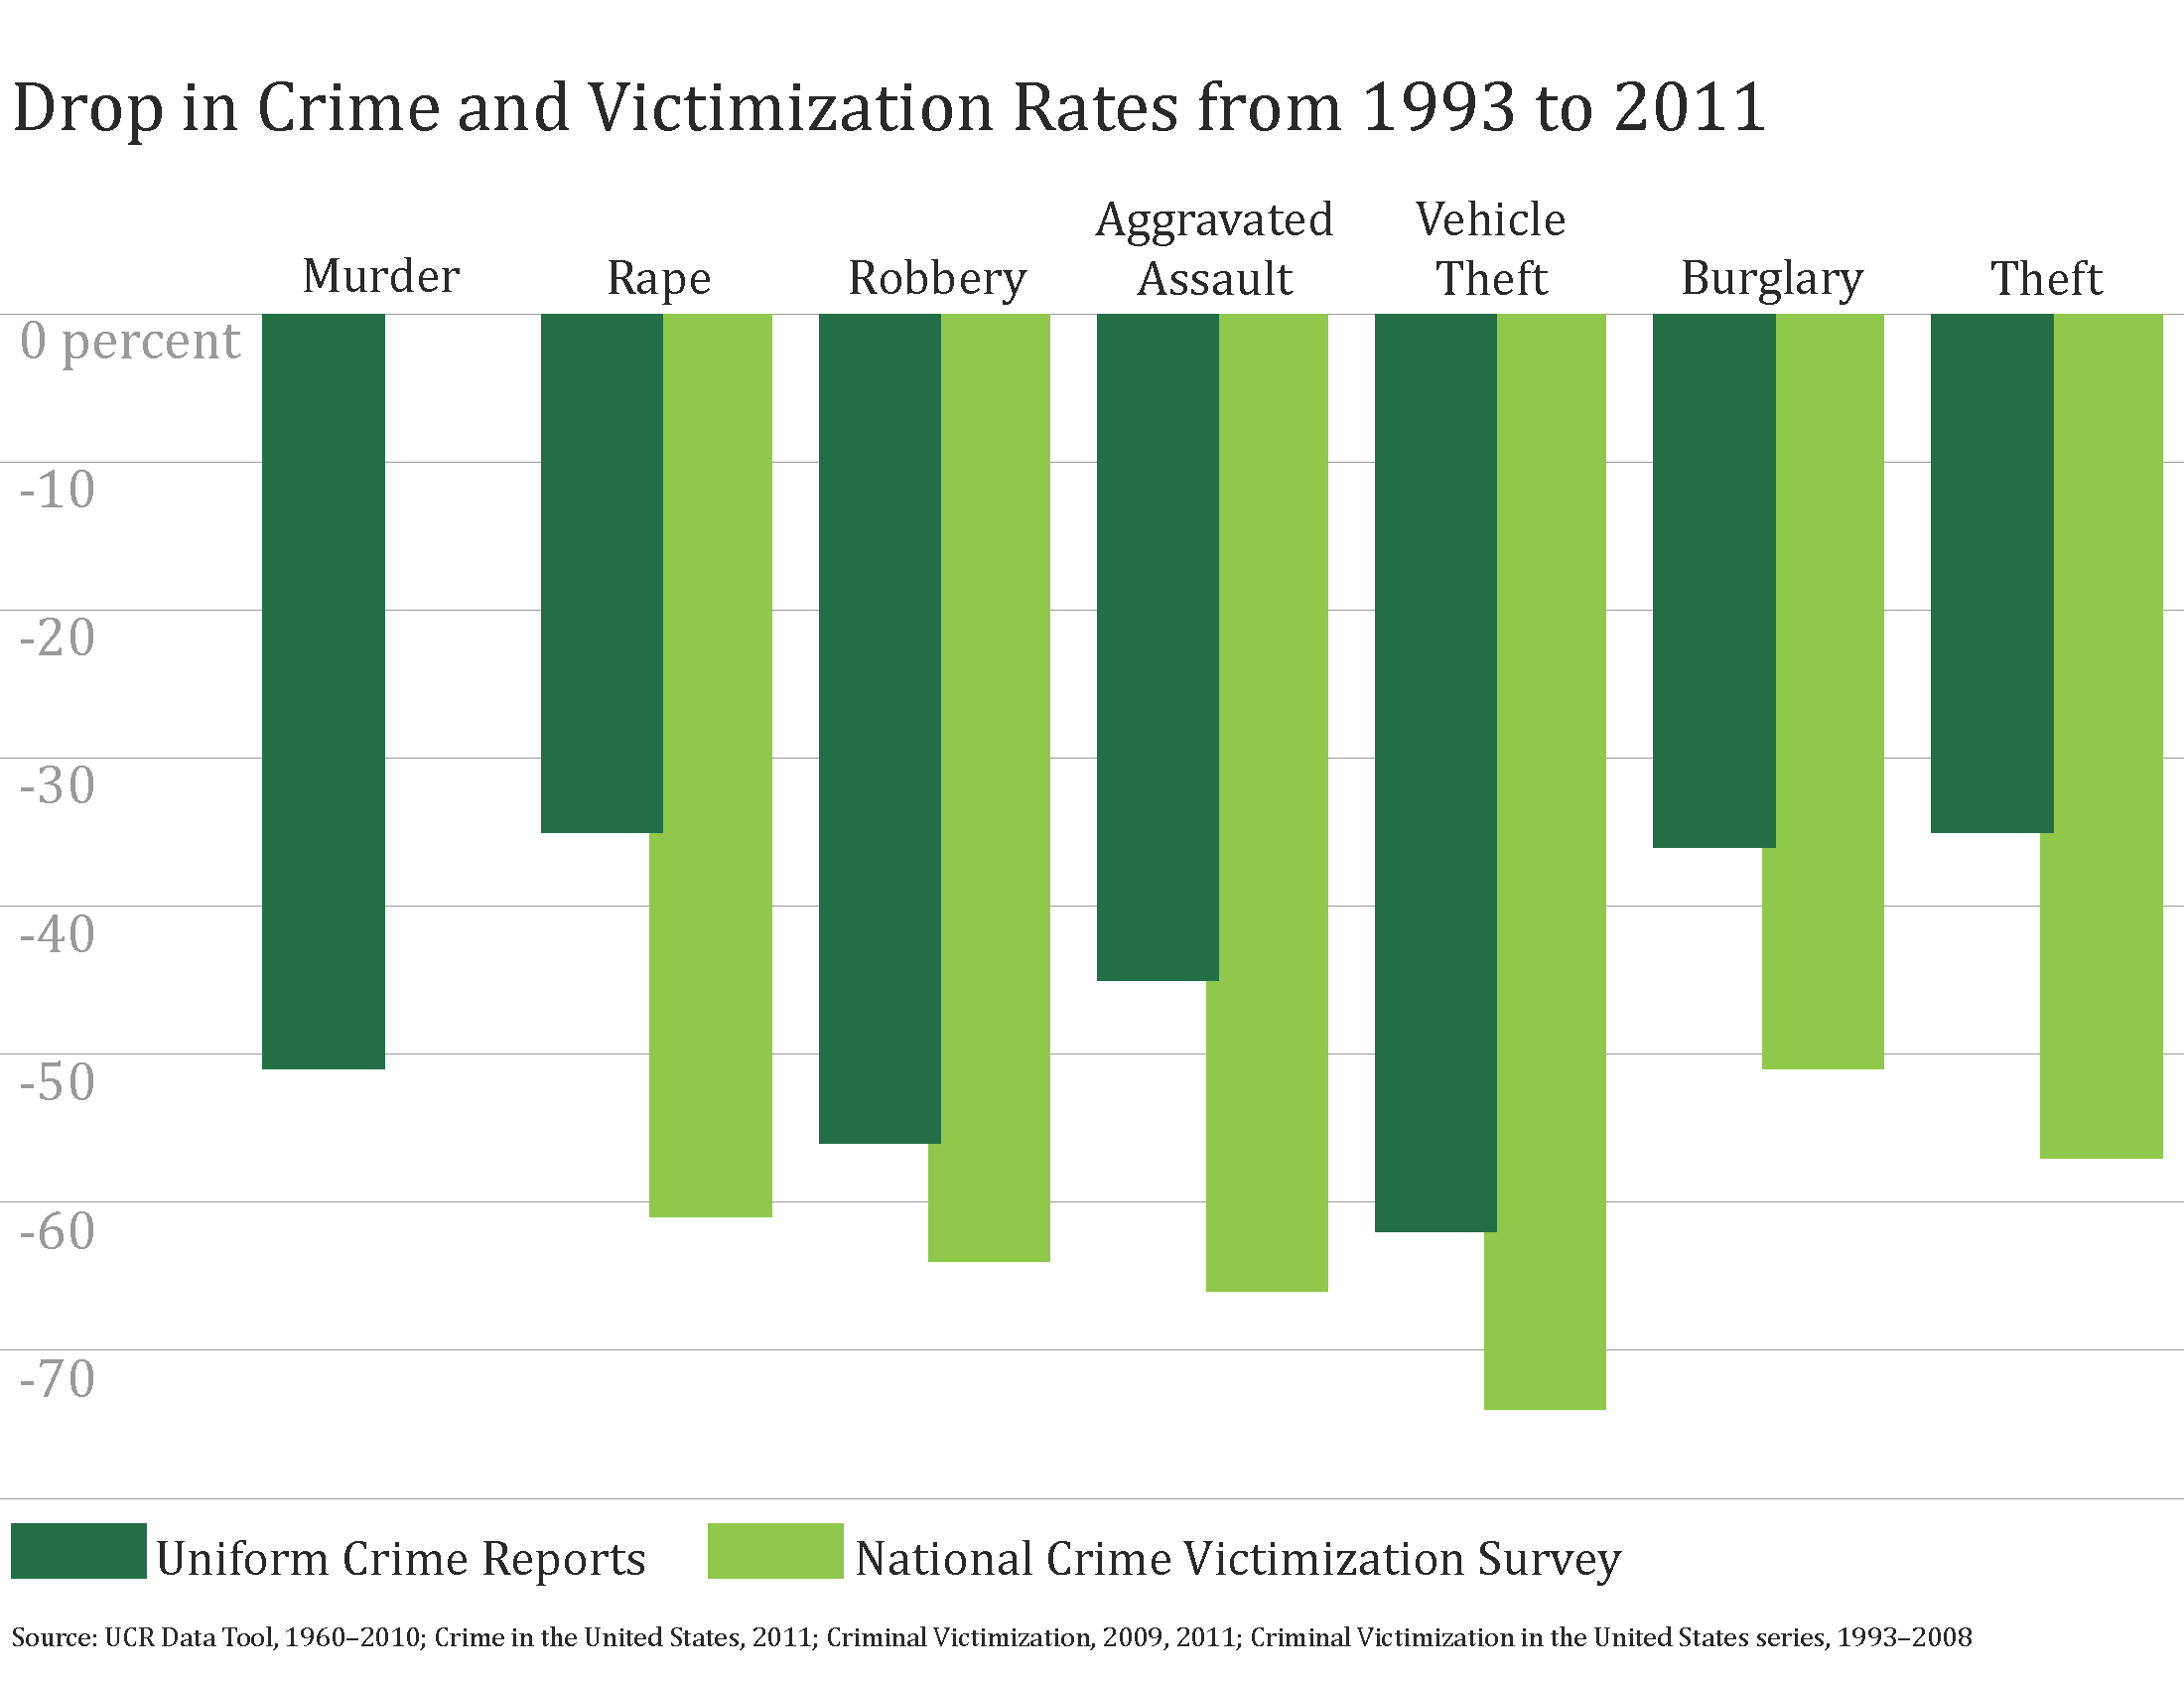 Drop in Crime and Victimization Rates from 1993 to 2011
Aggravated Vehicle
Murder Rape Robbery Assault Theft Burglary Theft
0 percent
-10
-20
-30
-40
-50
-60
-70
Uniform Crime Reports National Crime Victimization Survey
Source: UCR Data Tool, 1960–2010; Crime in the United States, 2011; Criminal Victimization, 2009, 2011; Criminal Victimization in the United States series, 1993–2008